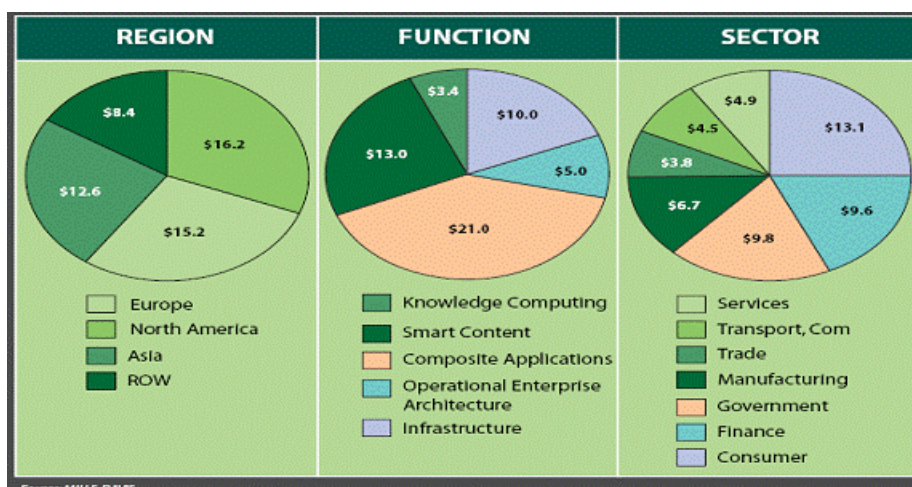 REGION
$8.4
$16.2
$12.6
$15.2
Europe
North America
Asia
ROW
FUNCTION
$3.4
$10.0
$13.0
$5.0
$21.0
Knowledge Computing
Smart Content
Composite Applications
Operational Enterprise
Architecture
Infrastructure
SECTOR
$4.9
$13.1
$4.5
$3.8
$6.7
$9.6
$9.8
Services
Transport, Com
Trade
Manufacturing
Government
Finance
Consumer